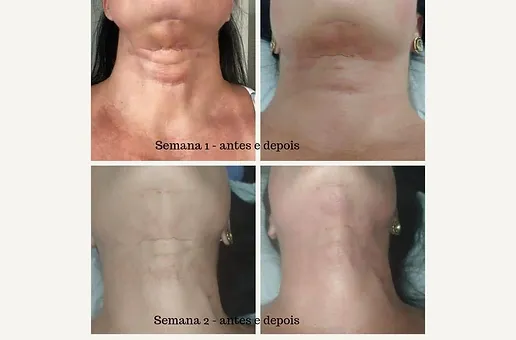 Semana 1 - antes e depois
Semana 2 - antes e depois